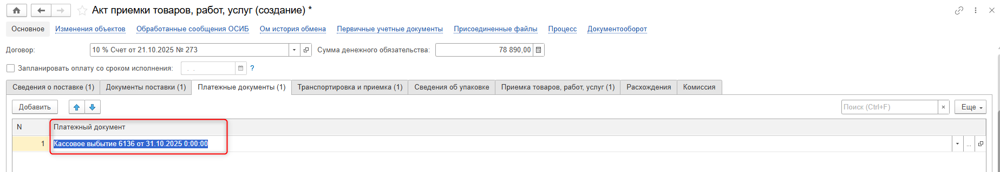 Акт приемки товаров, работ, услуг (создание) *
Основное Изменения объектов Обработанные сообщения ОСИБ Ом история обмена Первичные учетные документы Присоединенные файлы Процесс Документооборот
Договор: 10 % Счет от 21.10.2025 № 273 Сумма денежного обязательства: 78 890,00
Запланировать оплату со сроком исполнения: . . ?
Сведения о поставке (1) Документы поставки (1) Платежные документы (1) Транспортировка и приемка (1) Сведения об упаковке Приемка товаров, работ, услуг (1) Расхождения Комиссия
Добавить Поиск (Ctrl+F) × Еще
N Платежный документ
1 Кассовое выбытие 6136 от 31.10.2025 0:00:00 ...